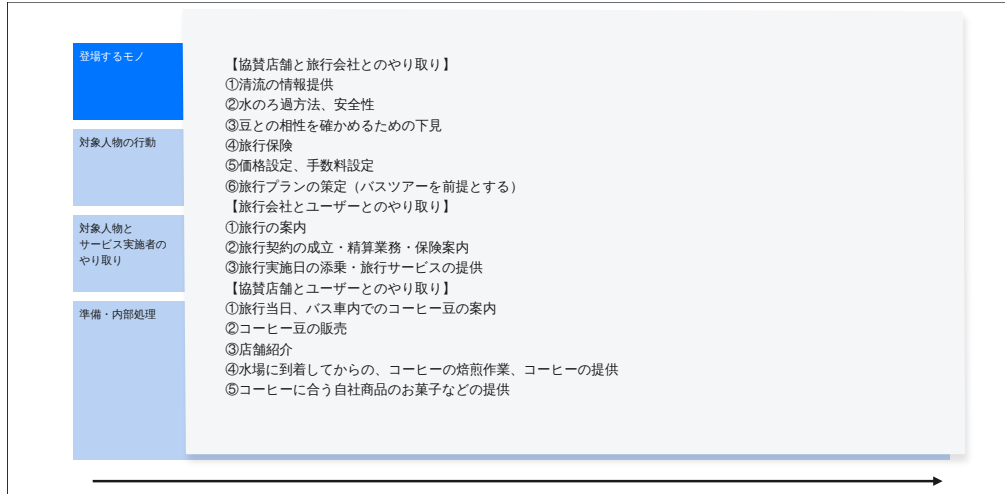 登場するモノ
対象人物の行動
対象人物と
サービス実施者の
やり取り
準備・内部処理
【協賛店舗と旅行会社とのやり取り】
①清流の情報提供
②水のろ過方法、安全性
③豆との相性を確かめるための下見
④旅行保険
⑤価格設定、手数料設定
⑥旅行プランの策定（バスツアーを前提とする）
【旅行会社とユーザーとのやり取り】
①旅行の案内
②旅行契約の成立・精算業務・保険案内
③旅行実施日の添乗・旅行サービスの提供
【協賛店舗とユーザーとのやり取り】
①旅行当日、バス車内でのコーヒー豆の案内
②コーヒー豆の販売
③店舗紹介
④水場に到着してからの、コーヒーの焙煎作業、コーヒーの提供
⑤コーヒーに合う自社商品のお菓子などの提供